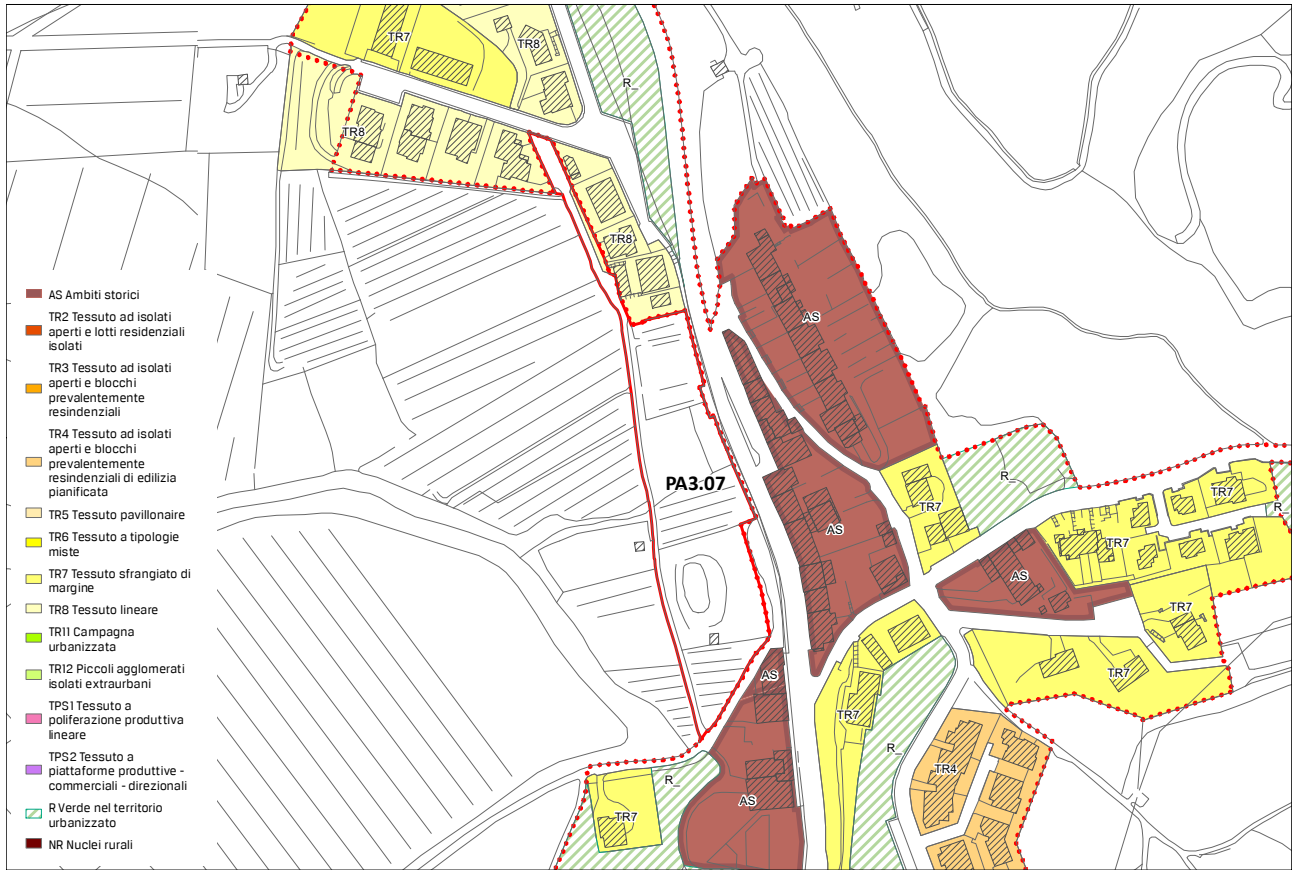 TR7
TR8
R_
TR8
TR8
AS
PA3.07
AS
R_
TR7
TR7
R_
TR7
AS
TR7
TR7
AS
TR7
R_
TR4
R_
AS
TR7
AS Ambiti storici
TR2 Tessuto ad isolati
aperti e lotti residenziali
isolati
TR3 Tessuto ad isolati
aperti e blocchi
prevalentemente
resindenziali
TR4 Tessuto ad isolati
aperti e blocchi
prevalentemente
resindenziali di edilizia
pianificata
TR5 Tessuto pavillonaire
TR6 Tessuto a tipologie
miste
TR7 Tessuto sfrangiato di
margine
TR8 Tessuto lineare
TR11 Campagna
urbanizzata
TR12 Piccoli agglomerati
isolati extraurbani
TPS1 Tessuto a
poliferazione produttiva
lineare
TPS2 Tessuto a
piattaforme produttive -
commerciali - direzionali
R Verde nel territorio
urbanizzato
NR Nuclei rurali